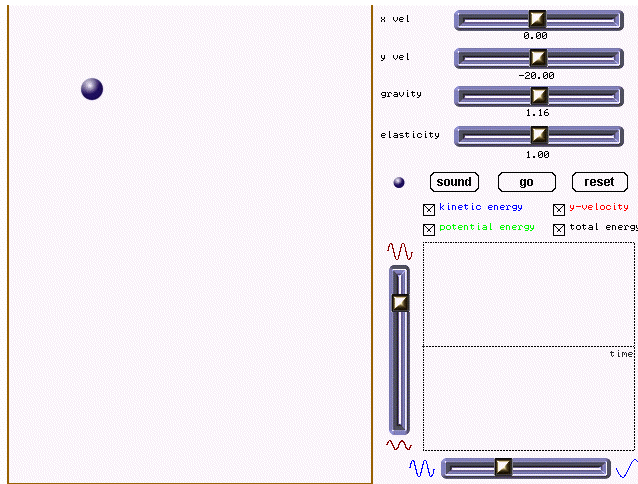 x vel
0.00
y vel
-20.00
gravity
1.16
elasticity
1.00
sound go reset
kinetic energy y-velocity
potential energy total energy
time